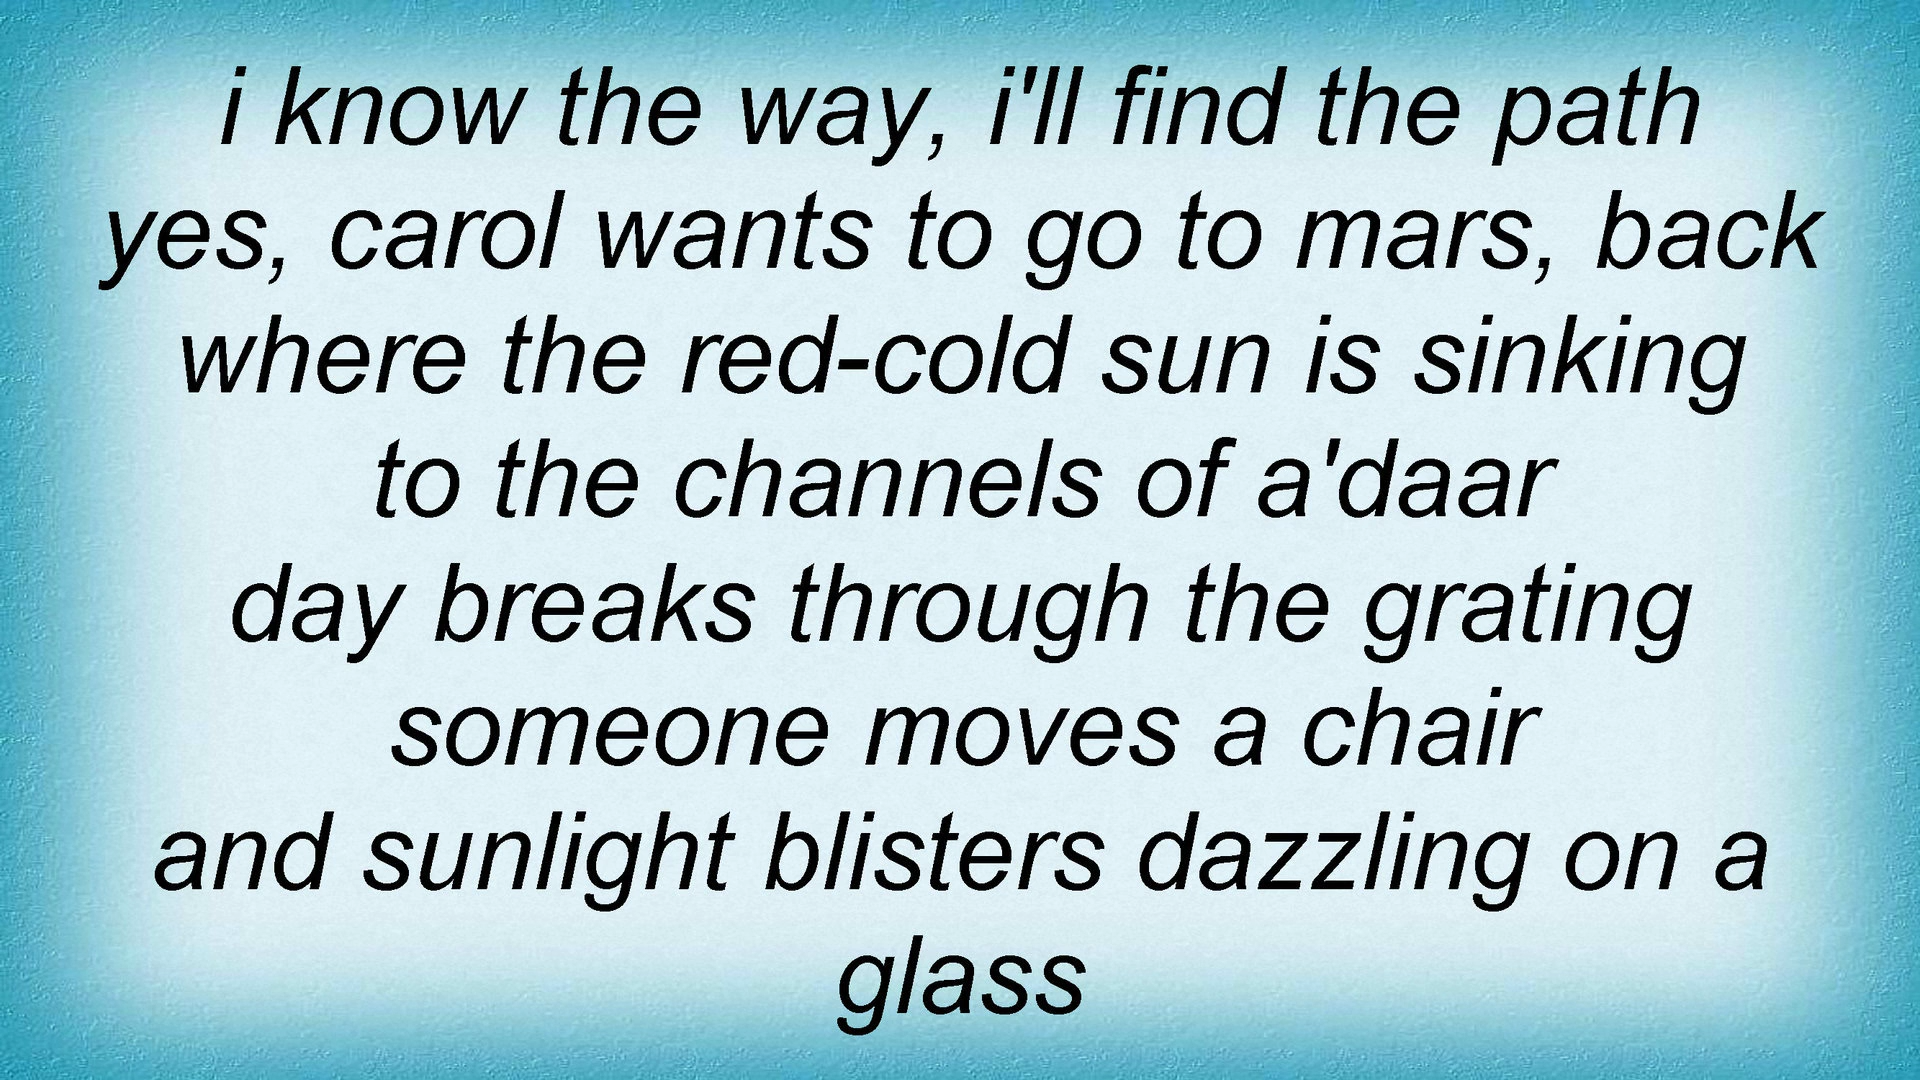 i know the way, i'll find the path
yes, carol wants to go to mars, back
where the red-cold sun is sinking
to the channels of a'daar
day breaks through the grating
someone moves a chair
and sunlight blisters dazzling on a
glass